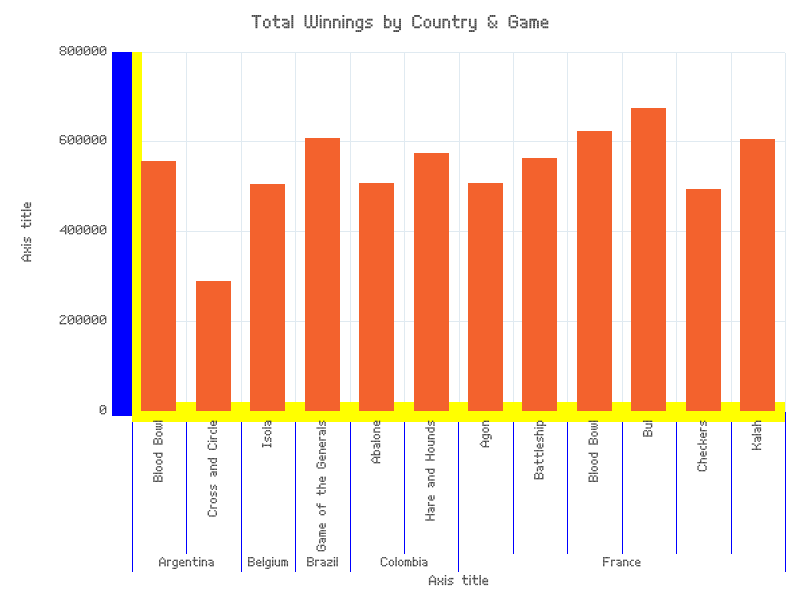 Total Winnings by Country & Game
800000
600000
400000
200000
0
Axis title
Blood Bowl
Cross and Circle
Isola
Game of the Generals
Abalone
Hare and Hounds
Agon
Battleship
Blood Bowl
Bul
Checkers
Kalah
Argentina
Belgium
Brazil
Colombia
France
Axis title